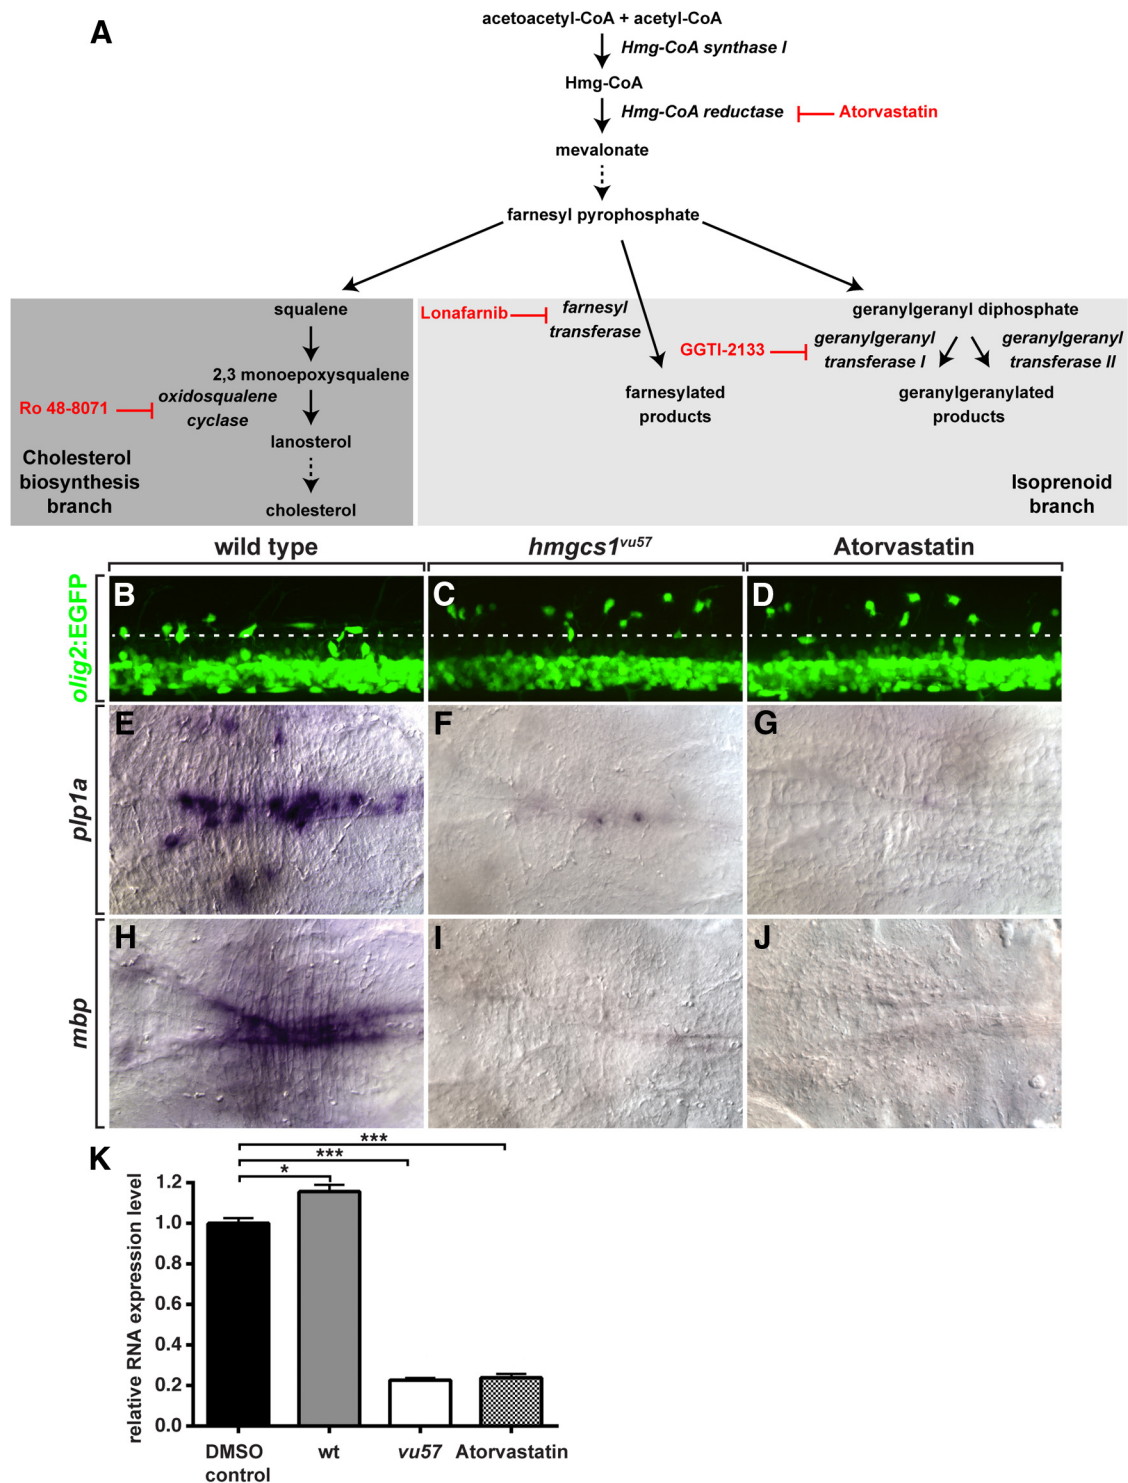 A
acetoacetyl-CoA + acetyl-CoA
Hmg-CoA synthase I
Hmg-CoA
Hmg-CoA reductase
Atorvastatin
mevalonate
farnesyl pyrophosphate
squalene
2,3 monoepoxysqualene
oxidosqualene
cyclase
Ro 48-8071
lanosterol
cholesterol
Cholesterol
biosynthesis
branch
Lonafarnib
farnesyl
transferase
farnesylated
products
geranylgeranyl diphosphate
GGTI-2133
geranylgeranyl
transferase I
geranylgeranyl
transferase II
geranylgeranylated
products
Isoprenoid
branch
wild type
hmgcs1vu57
Atorvastatin
olig2:EGFP
B
C
D
plp1a
E
F
G
mbp
H
I
J
K
relative RNA expression level
1.2
1.0
0.8
0.6
0.4
0.2
0.0
*
***
***
DMSO
control
wt
vu57
Atorvastatin